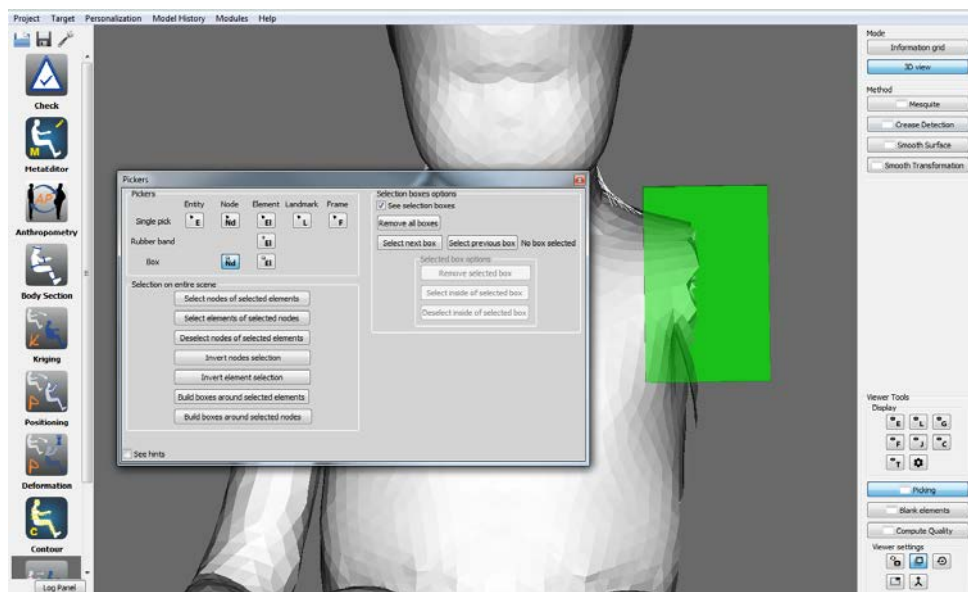 Project Target Personalization Model History Modules Help
Check
M
MetaEditor
AP
Anthropometry
Body Section
K
Kriging
P
Positioning
P
Deformation
C
Contour
Log Panel
Pickers
Pickers
Entity Node Element Landmark Frame
Single pick E Nd El L F
Rubber band El
Box Nd El
Selection on entire scene
Select nodes of selected elements
Select elements of selected nodes
Deselect nodes of selected elements
Invert nodes selection
Invert element selection
Build boxes around selected elements
Build boxes around selected nodes
See hints
Selection boxes options
See selection boxes
Remove all boxes
Select next box Select previous box No box selected
Selected box options
Remove selected box
Select inside of selected box
Deselect inside of selected box
Mode
Information grid
3D view
Method
Mesquite
Crease Detection
Smooth Surface
Smooth Transformation
Viewer Tools
Display
E L G
F J C
T
Picking
Blank elements
Compute Quality
Viewer settings